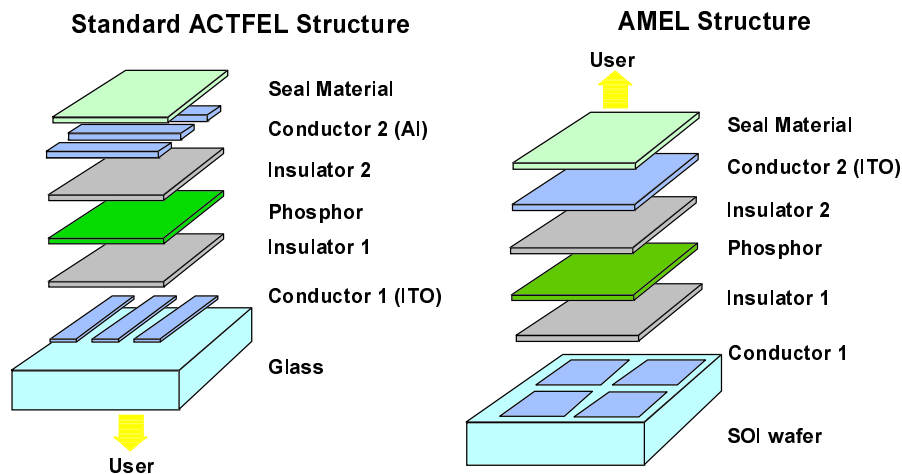 Standard ACTFEL Structure
Seal Material
Conductor 2 (Al)
Insulator 2
Phosphor
Insulator 1
Conductor 1 (ITO)
Glass
User
AMEL Structure
User
Seal Material
Conductor 2 (ITO)
Insulator 2
Phosphor
Insulator 1
Conductor 1
SOI wafer